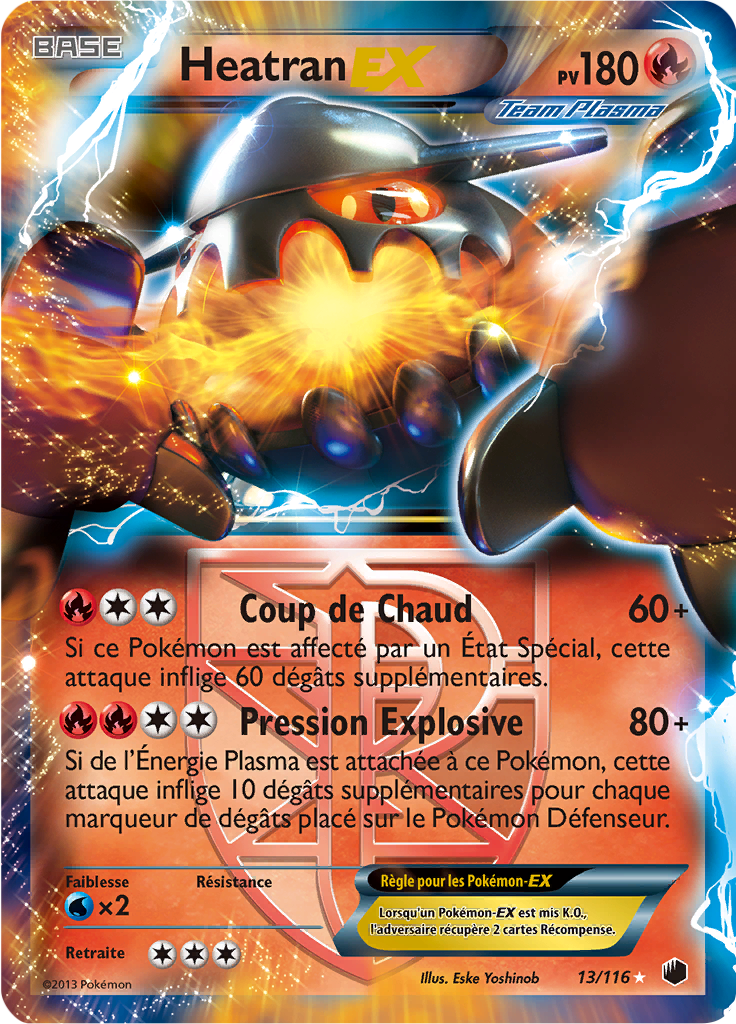 BASE
Heatran EX
PV 180
Team Plasma
Coup de Chaud 60+
Si ce Pokémon est affecté par un État Spécial, cette
attaque inflige 60 dégâts supplémentaires.
Pression Explosive 80+
Si de l'Énergie Plasma est attachée à ce Pokémon, cette
attaque inflige 10 dégâts supplémentaires pour chaque
marqueur de dégâts placé sur le Pokémon Défenseur.
Faiblesse Résistance
×2
Retraite
Règle pour les Pokémon-EX
Lorsqu'un Pokémon-EX est mis K.O.,
l'adversaire récupère 2 cartes Récompense.
©2013 Pokémon
Illus. Eske Yoshinob
13/116